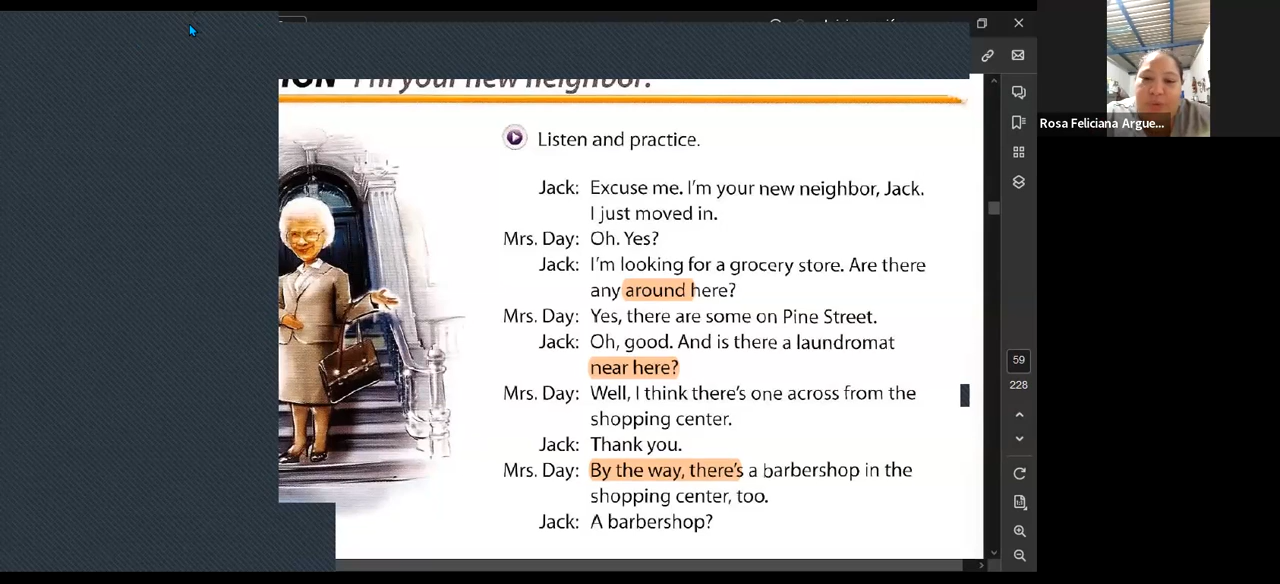 I'm your new neighbor.
Rosa Feliciana Argue...
Listen and practice.
Jack: Excuse me. I'm your new neighbor, Jack.
I just moved in.
Mrs. Day: Oh. Yes?
Jack: I'm looking for a grocery store. Are there
any around here?
Mrs. Day: Yes, there are some on Pine Street.
Jack: Oh, good. And is there a laundromat
near here?
Mrs. Day: Well, I think there's one across from the
shopping center.
Jack: Thank you.
Mrs. Day: By the way, there's a barbershop in the
shopping center, too.
Jack: A barbershop?
59
228